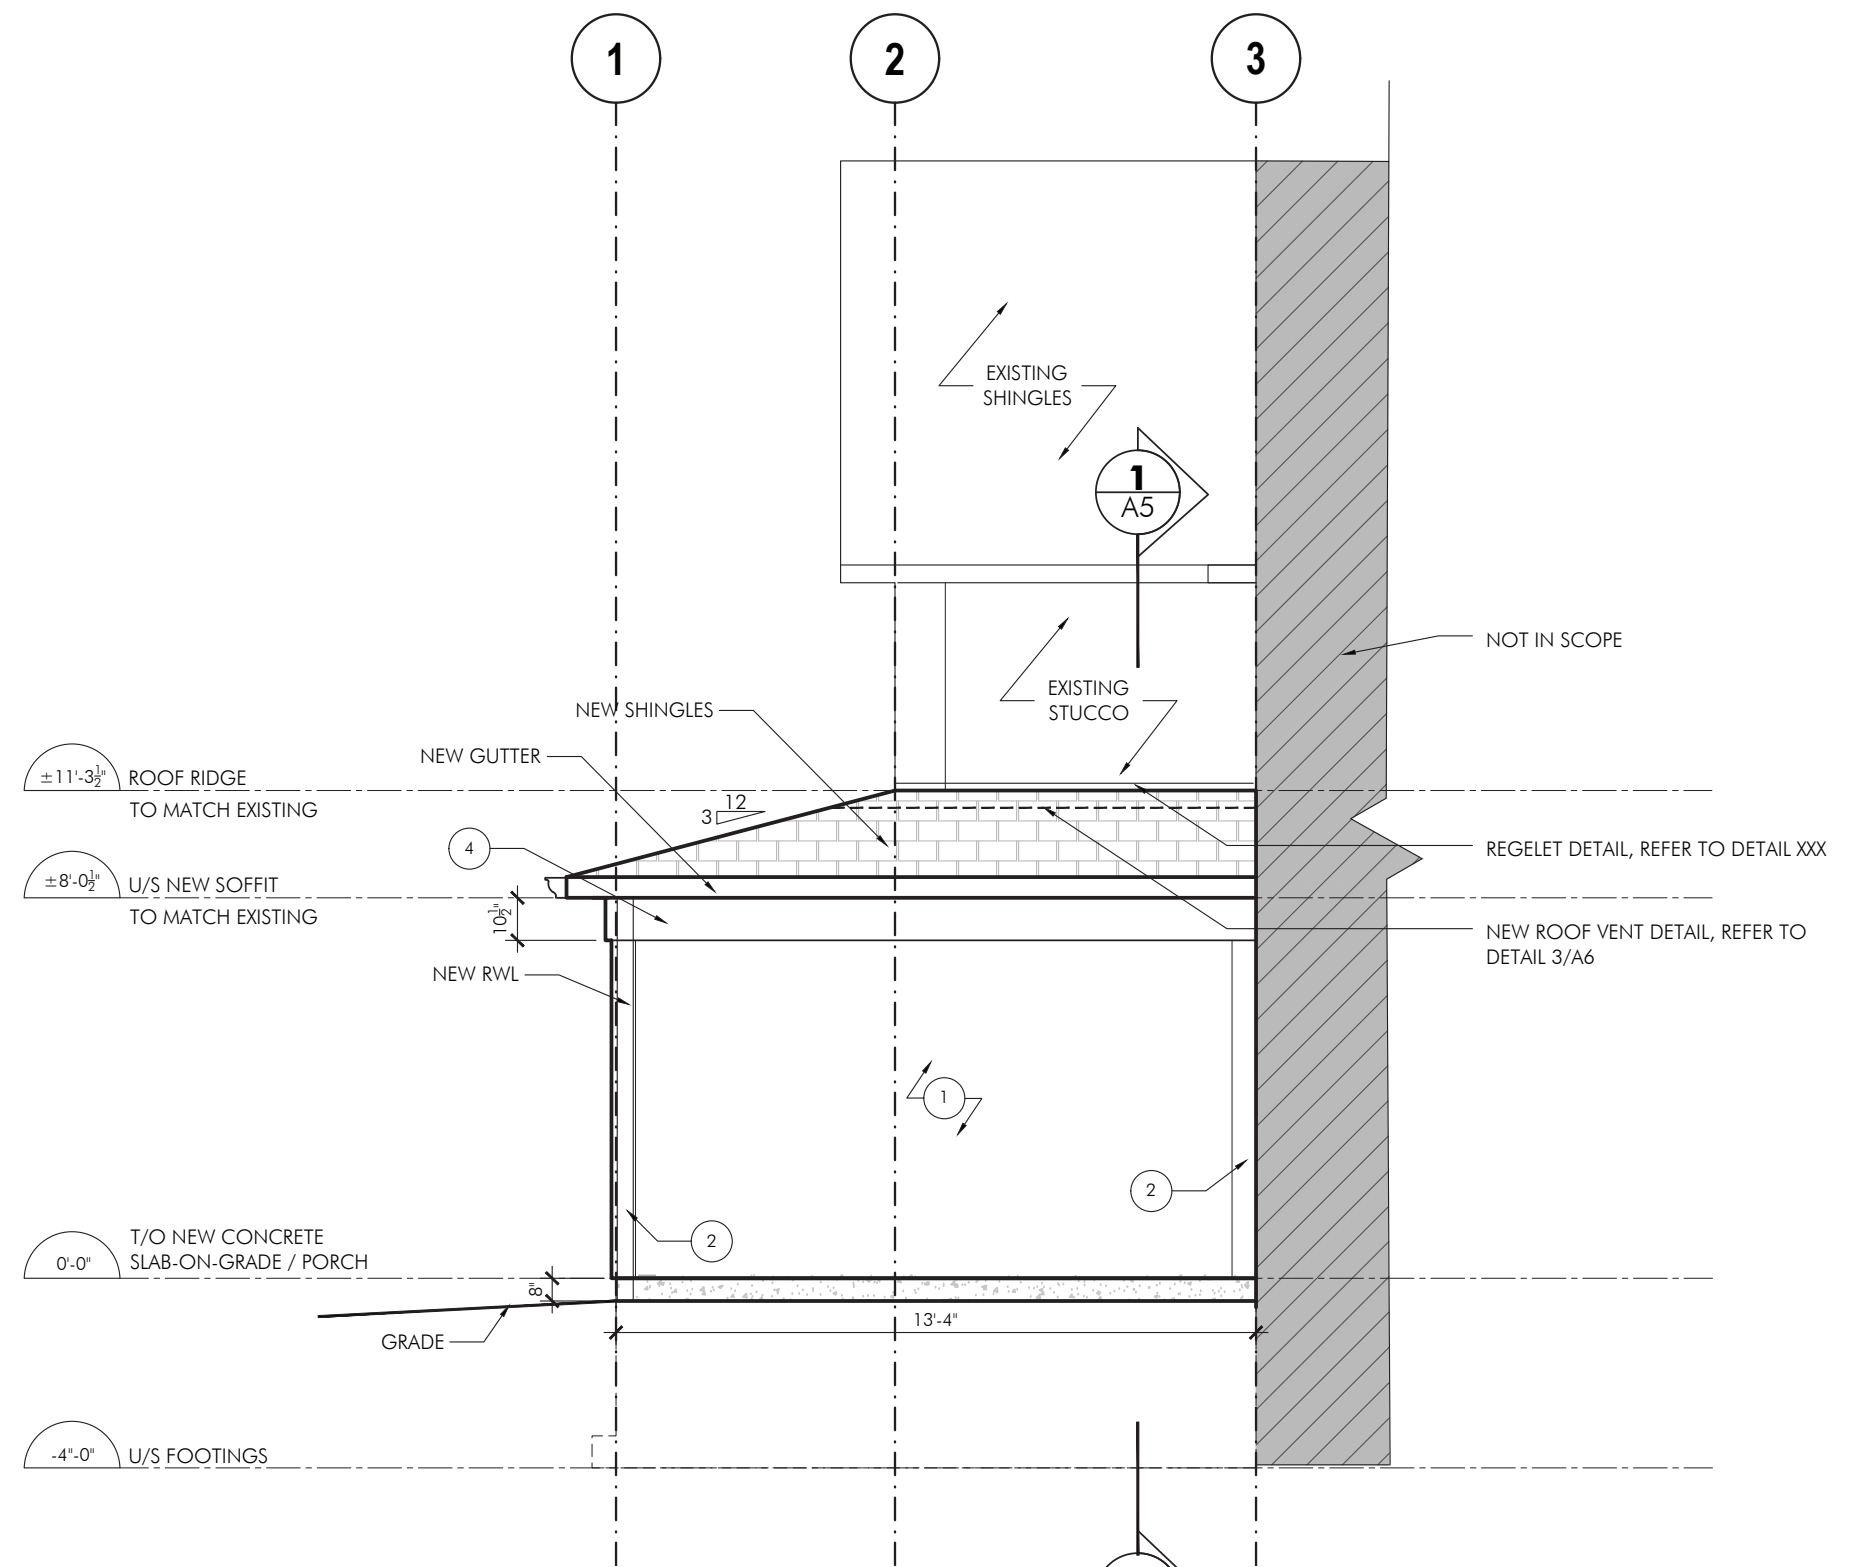 1
2
3
EXISTING
SHINGLES
1
A5
NOT IN SCOPE
EXISTING
STUCCO
NEW SHINGLES
NEW GUTTER
±11'-3½"
ROOF RIDGE
TO MATCH EXISTING
12
3
4
REGELET DETAIL, REFER TO DETAIL XXX
±8'-0½"
U/S NEW SOFFIT
TO MATCH EXISTING
10½"
NEW ROOF VENT DETAIL, REFER TO
DETAIL 3/A6
NEW RWL
1
2
2
0'-0"
T/O NEW CONCRETE
SLAB-ON-GRADE / PORCH
8"
13'-4"
GRADE
-4"-0"
U/S FOOTINGS